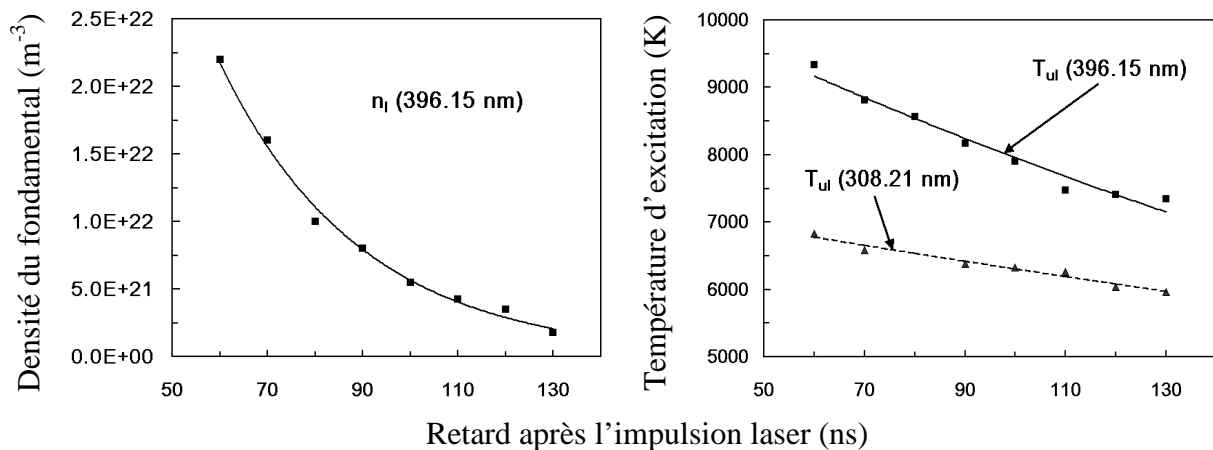 Densité du fondamental (m⁻³)
2.5E+22
2.0E+22
1.5E+22
1.0E+22
5.0E+21
0.0E+00
nₗ (396.15 nm)
50 70 90 110 130
Température d'excitation (K)
10000
9000
8000
7000
6000
5000
Tᵤₗ (396.15 nm)
Tᵤₗ (308.21 nm)
50 70 90 110 130
Retard après l'impulsion laser (ns)